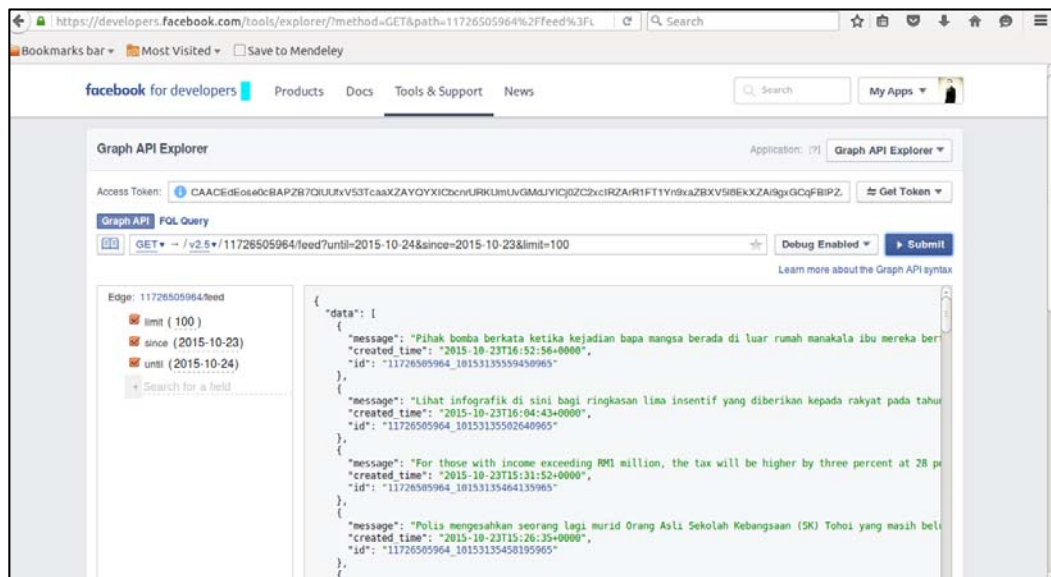 https://developers.facebook.com/tools/explorer/?method=GET&path=11726505964%2Ffeed%3Fu
Search
Bookmarks bar Most Visited Save to Mendeley
facebook for developers Products Docs Tools & Support News Search My Apps
Graph API Explorer Application: [?] Graph API Explorer
Access Token: Get Token
Graph API FQL Query
GET → / v2.5 / 11726505964/feed?until=2015-10-24&since=2015-10-23&limit=100 Debug Enabled Submit
Learn more about the Graph API syntax
Edge: 11726505964/feed
limit ( 100 )
since (2015-10-23)
until (2015-10-24)
+ Search for a field
{
"data": [
{
"message": "Pihak bomba berkata ketika kejadian bapa mangsa berada di luar rumah manakala ibu mereka
"created_time": "2015-10-23T16:52:56+0000",
"id": "11726505964_10153135559450965"
},
{
"message": "Lihat infografik di sini bagi ringkasan lima insentif yang diberikan kepada rakyat pada
"created_time": "2015-10-23T16:04:43+0000",
"id": "11726505964_10153135502640965"
},
{
"message": "For those with income exceeding RM1 million, the tax will be higher by three percent at 28
"created_time": "2015-10-23T15:31:52+0000",
"id": "11726505964_10153135464135965"
},
{
"message": "Polis mengesahkan seorang lagi murid Orang Asli Sekolah Kebangsaan (SK) Tohoi yang masih
"created_time": "2015-10-23T15:26:35+0000",
"id": "11726505964_10153135458195965"
},
{